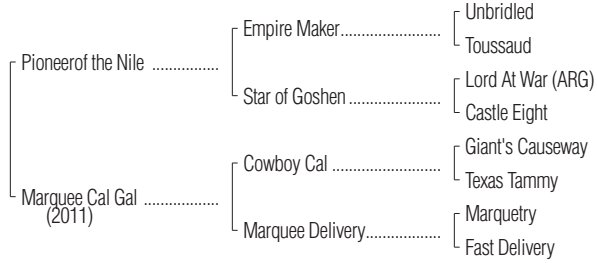 Unbridled
Empire Maker.....................
Toussaud
Pioneerof the Nile ................
Lord At War (ARG)
Star of Goshen ......................
Castle Eight
Giant's Causeway
Cowboy Cal ..........................
Texas Tammy
Marquee Cal Gal ..................
(2011)
Marquetry
Marquee Delivery..................
Fast Delivery